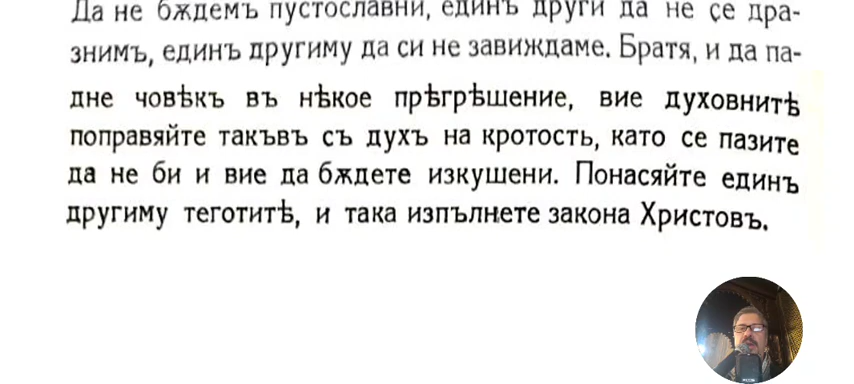 Да не бѫдемъ пустославни, единъ други да не се дра-
знимъ, единъ другиму да си не завиждаме. Братя, и да па-
дне човѣкъ въ нѣкое прѣгрѣшение, вие духовнитѣ
поправяйте такъвъ съ духъ на кротость, като се пазите
да не би и вие да бѫдете изкушени. Понасяйте единъ
другиму теготитѣ, и така изпълнете закона Христовъ.